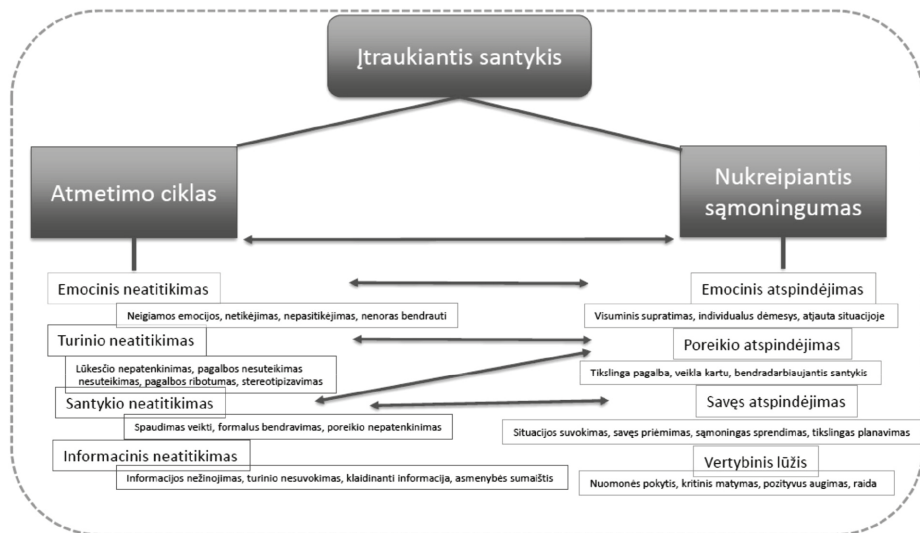 Įtraukiantis santykis
Atmetimo ciklas
Emocinis neatitikimas
Neigiamos emocijos, netikėjimas, nepasitikėjimas, nenoras bendrauti
Turinio neatitikimas
Lūkesčio nepatenkinimas, pagalbos nesuteikimas
nesuteikimas, pagalbos ribotumas, stereotipizavimas
Santykio neatitikimas
Spaudimas veikti, formalus bendravimas, poreikio nepatenkinimas
Informacinis neatitikimas
Informacijos nežinojimas, turinio nesuvokimas, klaidinanti informacija, asmenybės sumaištis
Nukreipiantis
sąmoningumas
Emocinis atspindėjimas
Visuminis supratimas, individualus dėmesys, atjauta situacijoje
Poreikio atspindėjimas
Tikslinga pagalba, veikla kartu, bendradarbiaujantis santykis
Savęs atspindėjimas
Situacijos suvokimas, savęs priėmimas, sąmoningas sprendimas, tikslingas planavimas
Vertybinis lūžis
Nuomonės pokytis, kritinis matymas, pozityvus augimas, raida